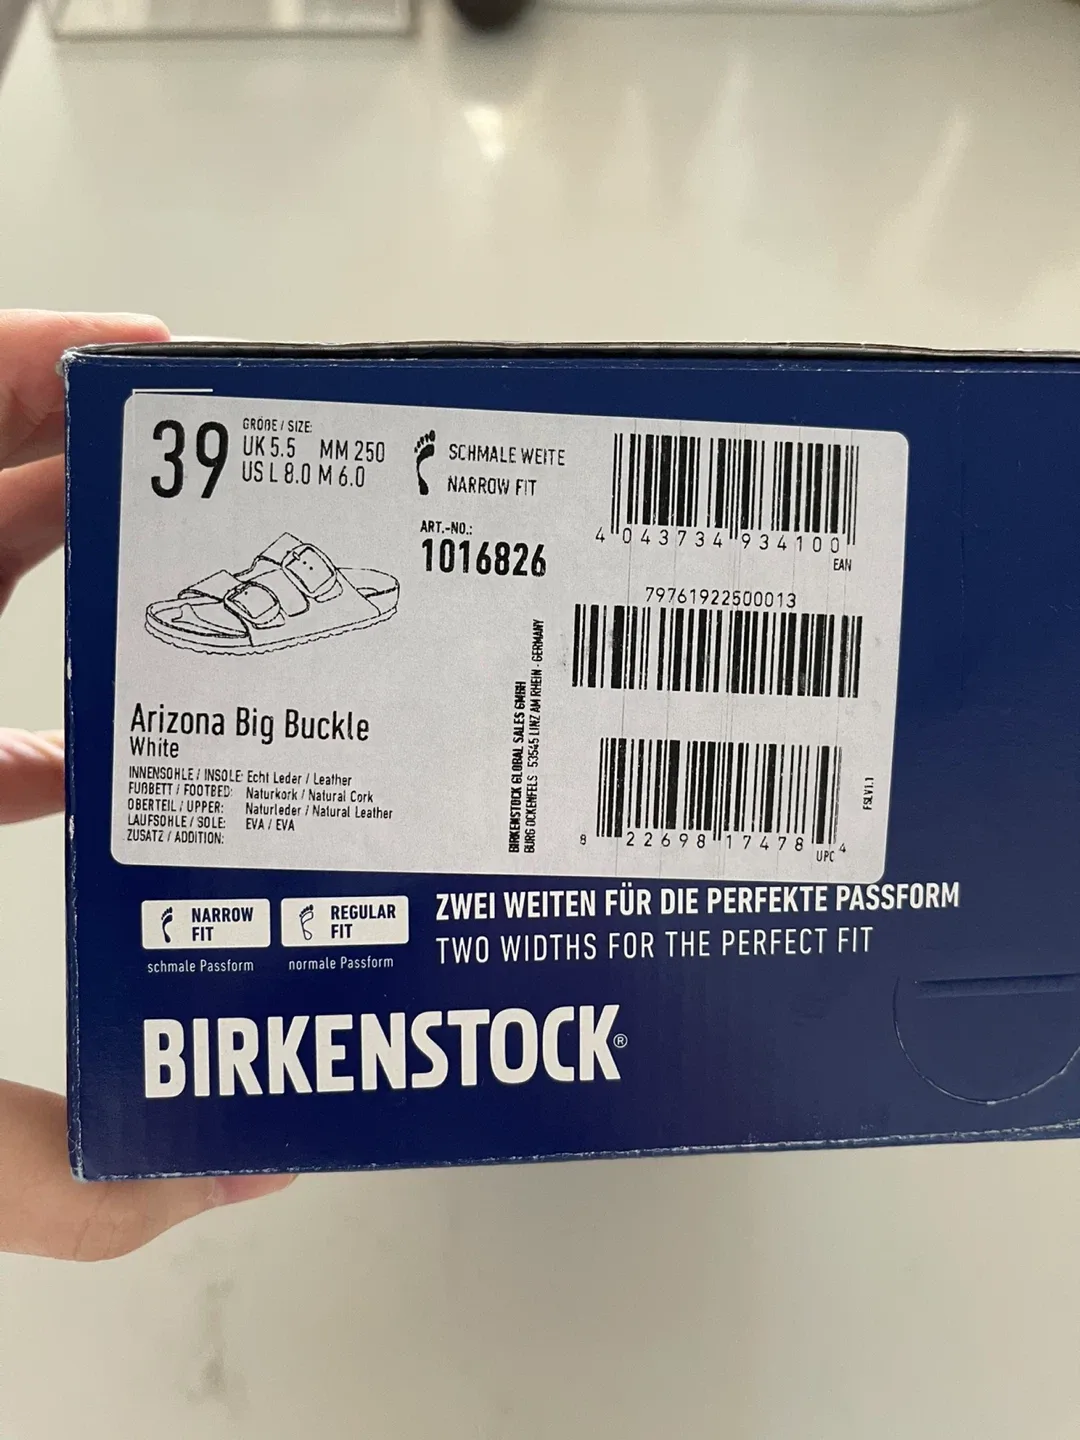 39
GRÖBE / SIZE:
UK 5.5 MM 250
US L 8.0 M 6.0
SCHMALE WEITE
NARROW FIT
ART.-NO.:
1016826
4 043734 934100
EAN
79761922500013
BIRKENSTOCK GLOBAL SALES GMBH
BURG OCKENFELS 53545 LINZ AM RHEIN - GERMANY
8 22698 17478 4
UPC
FSLV1.1
Arizona Big Buckle
White
INNENSOHLE / INSOLE: Echt Leder / Leather
FUßBETT / FOOTBED: Naturkork / Natural Cork
OBERTEIL / UPPER: Naturleder / Natural Leather
LAUFSOHLE / SOLE: EVA / EVA
ZUSATZ / ADDITION:
NARROW
FIT
schmale Passform
REGULAR
FIT
normale Passform
ZWEI WEITEN FÜR DIE PERFEKTE PASSFORM
TWO WIDTHS FOR THE PERFECT FIT
BIRKENSTOCK®